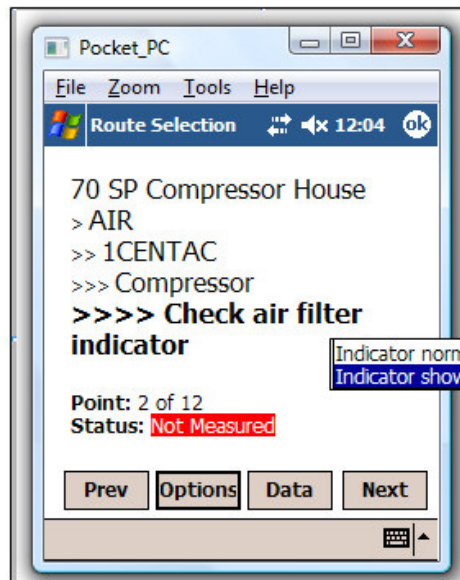 Pocket_PC
File Zoom Tools Help
Route Selection 12:04 ok
70 SP Compressor House
> AIR
>> 1CENTAC
>>> Compressor
>>>> Check air filter
indicator
Indicator norm
Indicator show
Point: 2 of 12
Status: Not Measured
Prev Options Data Next